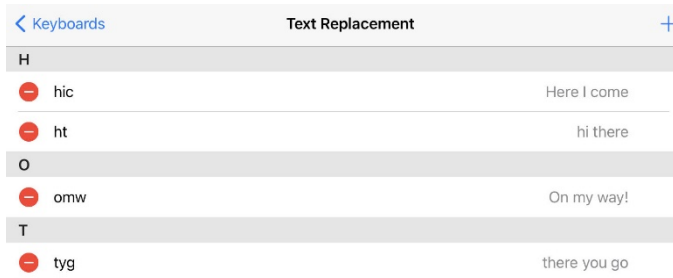 Keyboards Text Replacement +
H
hic Here I come
ht hi there
O
omw On my way!
T
tyg there you go